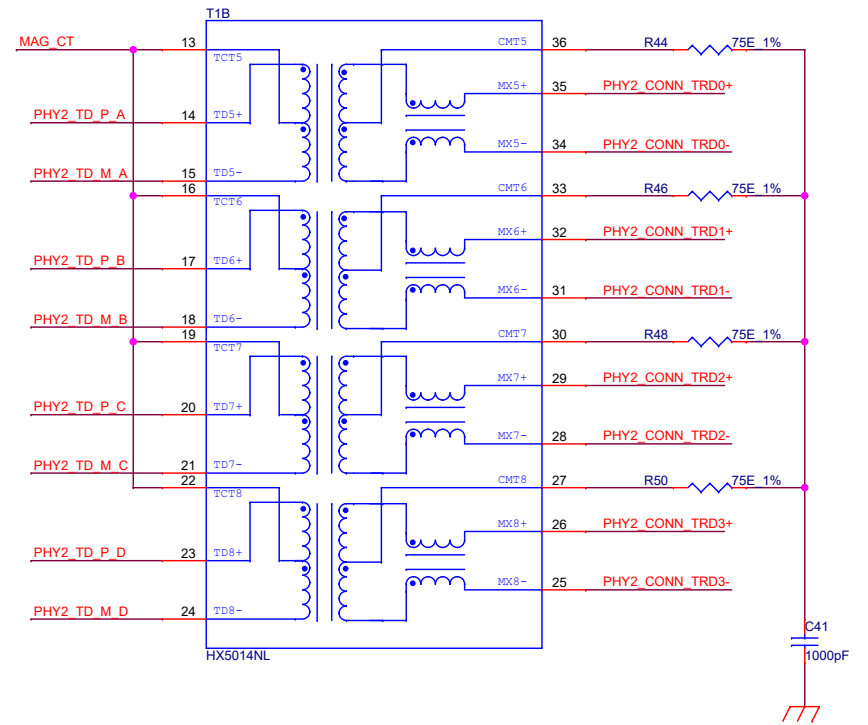 T1B
MAG_CT 13 TCT5 CMT5 36 R44 75E_1%
MX5+ 35 PHY2_CONN_TRD0+
PHY2_TD_P_A 14 TD5+
MX5- 34 PHY2_CONN_TRD0-
PHY2_TD_M_A 15 TD5-
16 TCT6 CMT6 33 R46 75E_1%
MX6+ 32 PHY2_CONN_TRD1+
PHY2_TD_P_B 17 TD6+
MX6- 31 PHY2_CONN_TRD1-
PHY2_TD_M_B 18 TD6-
19 TCT7 CMT7 30 R48 75E_1%
MX7+ 29 PHY2_CONN_TRD2+
PHY2_TD_P_C 20 TD7+
MX7- 28 PHY2_CONN_TRD2-
PHY2_TD_M_C 21 TD7-
22 TCT8 CMT8 27 R50 75E_1%
MX8+ 26 PHY2_CONN_TRD3+
PHY2_TD_P_D 23 TD8+
MX8- 25 PHY2_CONN_TRD3-
PHY2_TD_M_D 24 TD8-
C41
HX5014NL 1000pF